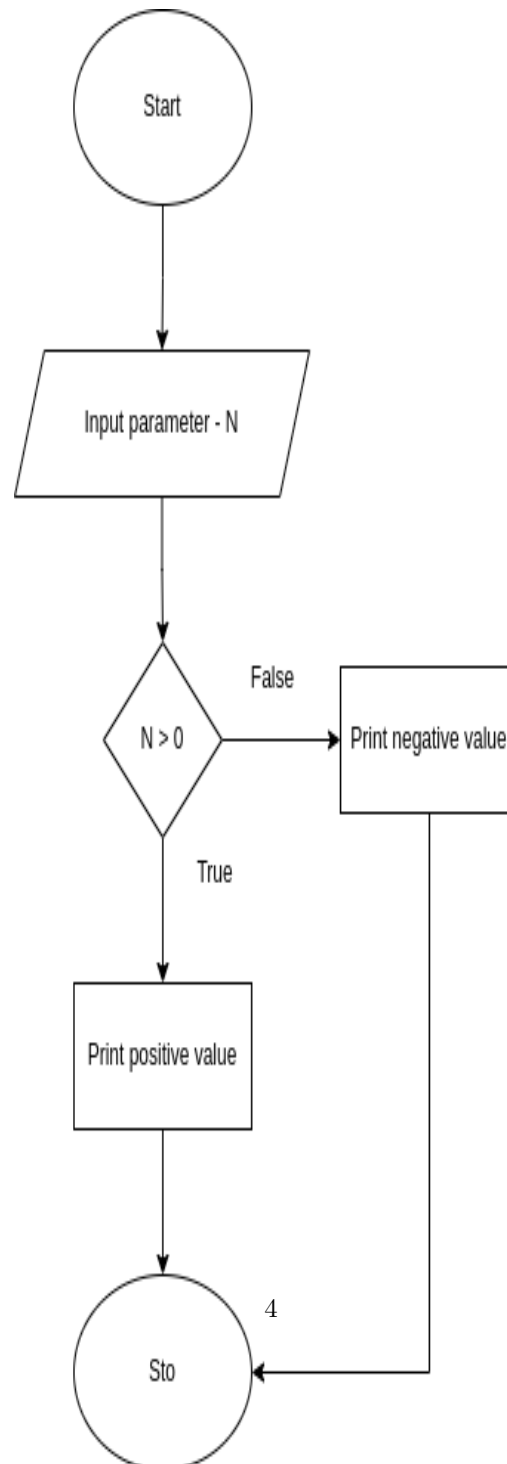 Start
Input parameter - N
False
N > 0
Print negative value
True
Print positive value
4
Sto